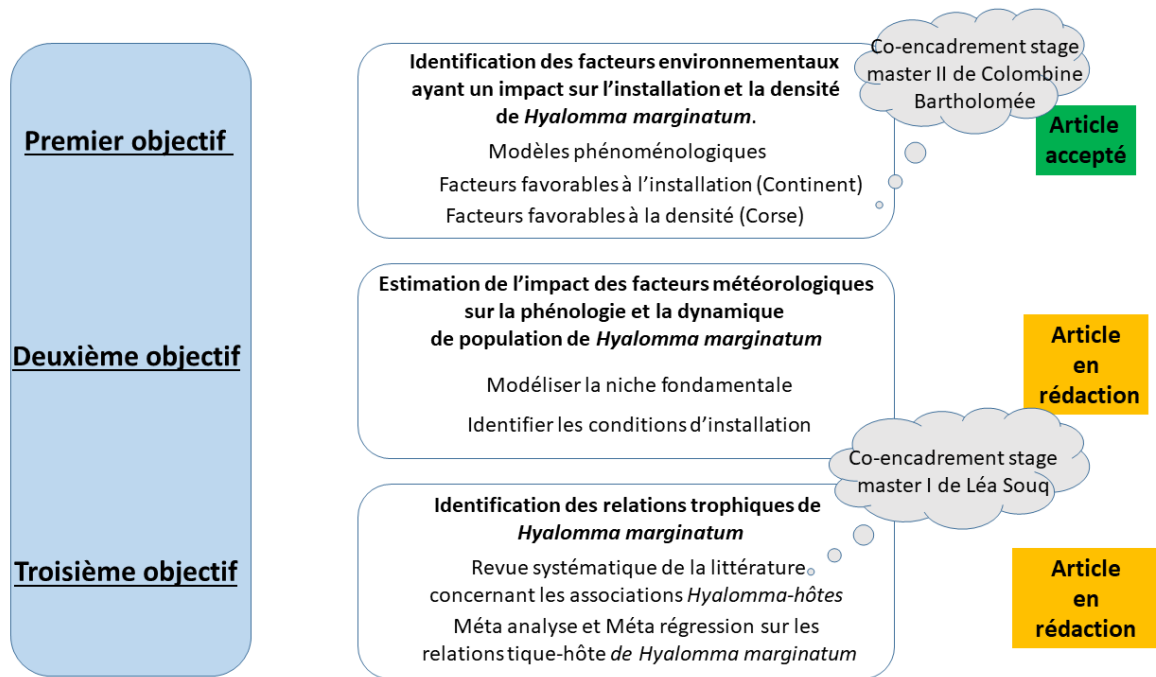 Premier objectif
Identification des facteurs environnementaux
ayant un impact sur l'installation et la densité
de Hyalomma marginatum.
Modèles phénoménologiques
Facteurs favorables à l'installation (Continent)
Facteurs favorables à la densité (Corse)
Co-encadrement stage
master II de Colombine
Bartholomée
Article
accepté
Deuxième objectif
Estimation de l'impact des facteurs météorologiques
sur la phénologie et la dynamique
de population de Hyalomma marginatum
Modéliser la niche fondamentale
Identifier les conditions d'installation
Article
en
rédaction
Co-encadrement stage
master I de Léa Souq
Troisième objectif
Identification des relations trophiques de
Hyalomma marginatum
Revue systématique de la littérature
concernant les associations Hyalomma-hôtes
Méta analyse et Méta régression sur les
relations tique-hôte de Hyalomma marginatum
Article
en
rédaction